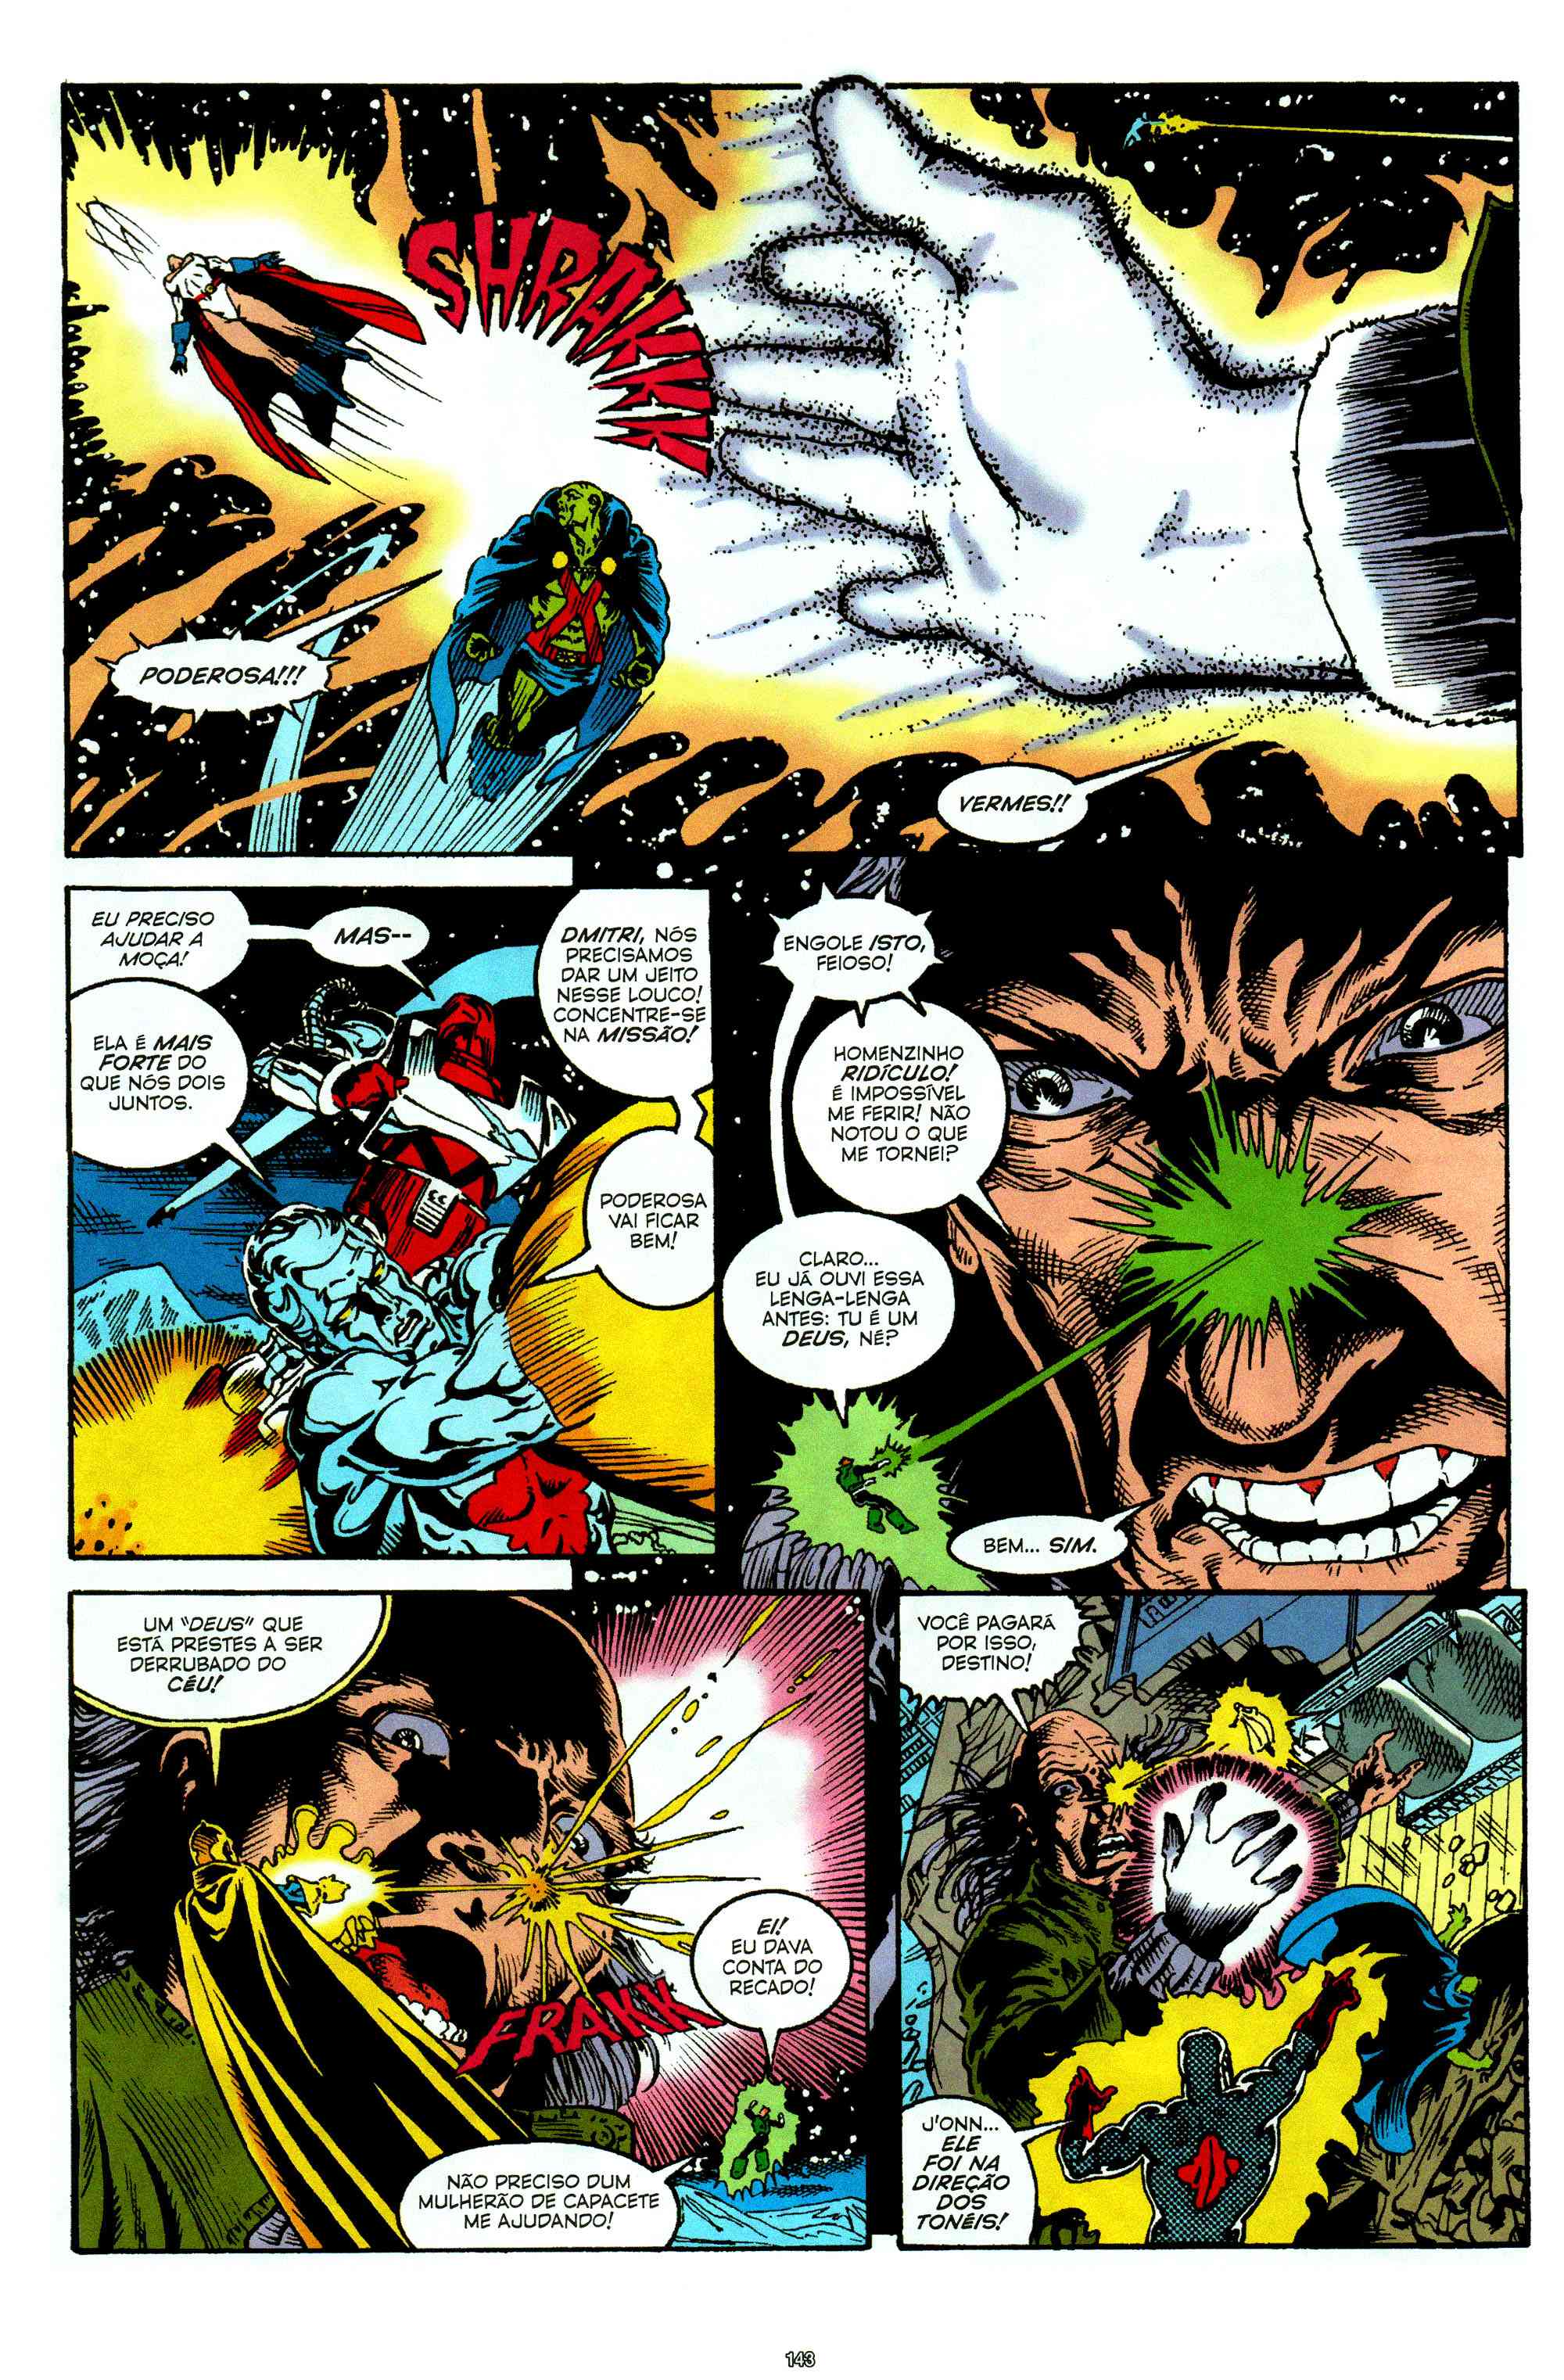 SHRAKKK
PODEROSA!!!
VERMES!!
EU PRECISO
AJUDAR A
MOÇA!
MAS--
ELA É MAIS
FORTE DO
QUE NÓS DOIS
JUNTOS.
DMITRI, NÓS
PRECISAMOS
DAR UM JEITO
NESSE LOUCO!
CONCENTRE-SE
NA MISSÃO!
PODEROSA
VAI FICAR
BEM!
ENGOLE ISTO,
FEIOSO!
HOMENZINHO
RIDÍCULO!
É IMPOSSÍVEL
ME FERIR! NÃO
NOTOU O QUE
ME TORNEI?
CLARO...
EU JÁ OUVI ESSA
LENGA-LENGA
ANTES: TU É UM
DEUS, NÉ?
BEM... SIM.
UM "DEUS" QUE
ESTÁ PRESTES A SER
DERRUBADO DO
CÉU!
FRAKK
EI!
EU DAVA
CONTA DO
RECADO!
NÃO PRECISO DUM
MULHERÃO DE CAPACETE
ME AJUDANDO!
VOCÊ PAGARÁ
POR ISSO,
DESTINO!
J'ONN...
ELE
FOI NA
DIREÇÃO
DOS
TONÉIS!
143